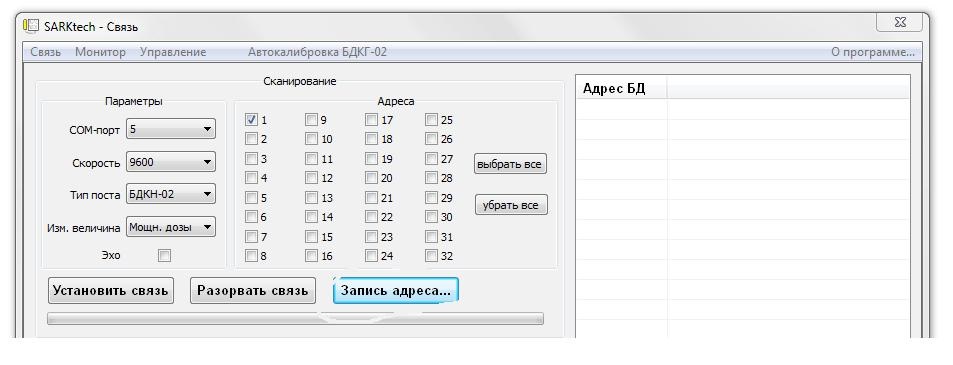 SARKtech - Связь
Связь Монитор Управление Автокалибровка БДКГ-02 О программе...
Сканирование
Адрес БД
Параметры
COM-порт 5
Скорость 9600
Тип поста БДКН-02
Изм. величина Мощн. дозы
Эхо
Адреса
1 9 17 25
2 10 18 26
3 11 19 27
4 12 20 28
5 13 21 29
6 14 22 30
7 15 23 31
8 16 24 32
выбрать все
убрать все
Установить связь Разорвать связь Запись адреса...